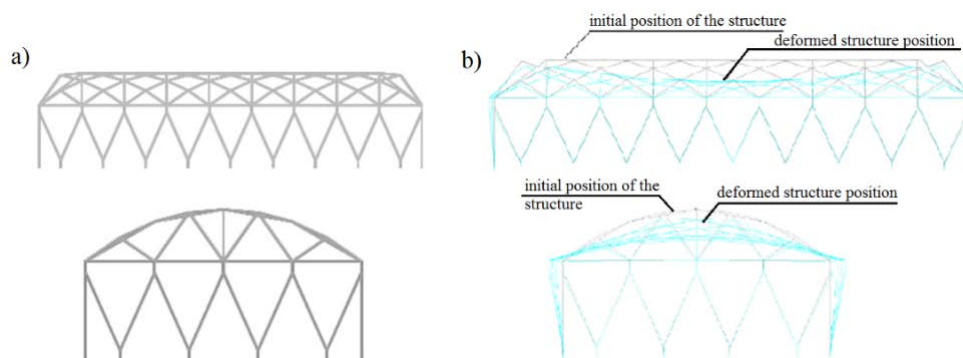 a)
b)
initial position of the structure
deformed structure position
initial position of the
structure
deformed structure position